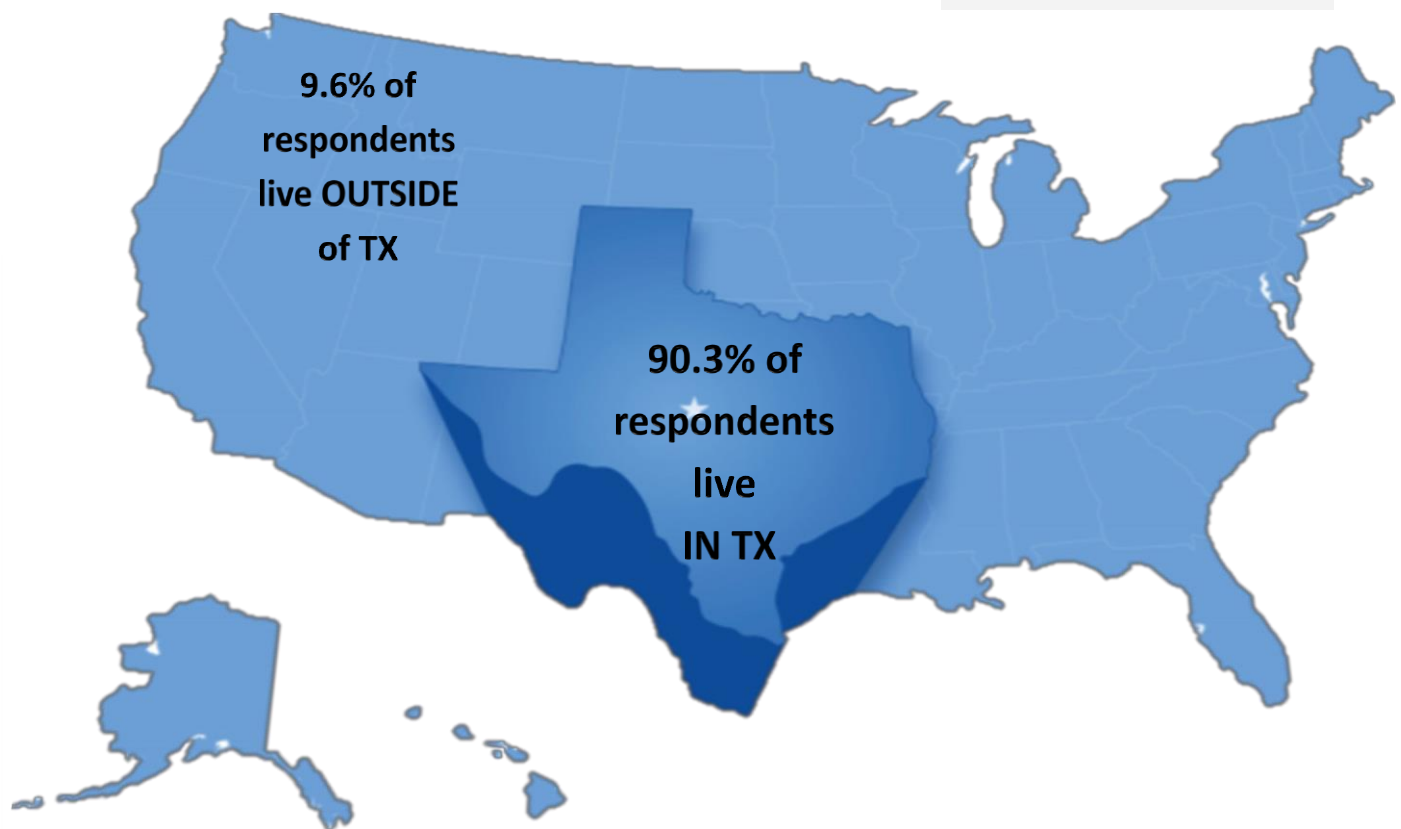 9.6% of
respondents
live OUTSIDE
of TX
90.3% of
respondents
live
IN TX